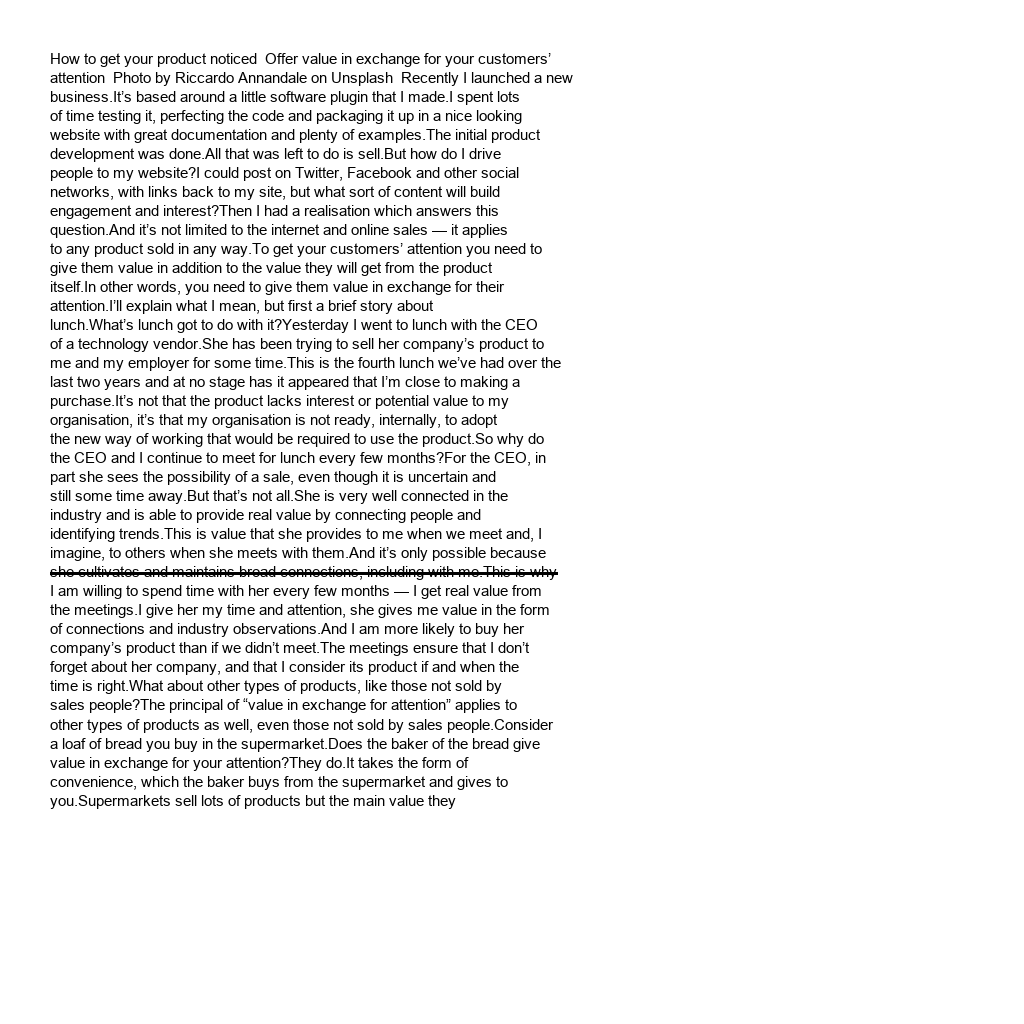 How to get your product noticed  Offer value in exchange for your customers’
attention  Photo by Riccardo Annandale on Unsplash  Recently I launched a new
business.It’s based around a little software plugin that I made.I spent lots
of time testing it, perfecting the code and packaging it up in a nice looking
website with great documentation and plenty of examples.The initial product
development was done.All that was left to do is sell.But how do I drive
people to my website?I could post on Twitter, Facebook and other social
networks, with links back to my site, but what sort of content will build
engagement and interest?Then I had a realisation which answers this
question.And it’s not limited to the internet and online sales — it applies
to any product sold in any way.To get your customers’ attention you need to
give them value in addition to the value they will get from the product
itself.In other words, you need to give them value in exchange for their
attention.I’ll explain what I mean, but first a brief story about
lunch.What’s lunch got to do with it?Yesterday I went to lunch with the CEO
of a technology vendor.She has been trying to sell her company’s product to
me and my employer for some time.This is the fourth lunch we’ve had over the
last two years and at no stage has it appeared that I’m close to making a
purchase.It’s not that the product lacks interest or potential value to my
organisation, it’s that my organisation is not ready, internally, to adopt
the new way of working that would be required to use the product.So why do
the CEO and I continue to meet for lunch every few months?For the CEO, in
part she sees the possibility of a sale, even though it is uncertain and
still some time away.But that’s not all.She is very well connected in the
industry and is able to provide real value by connecting people and
identifying trends.This is value that she provides to me when we meet and, I
imagine, to others when she meets with them.And it’s only possible because
she cultivates and maintains broad connections, including with me.This is why
I am willing to spend time with her every few months — I get real value from
the meetings.I give her my time and attention, she gives me value in the form
of connections and industry observations.And I am more likely to buy her
company’s product than if we didn’t meet.The meetings ensure that I don’t
forget about her company, and that I consider its product if and when the
time is right.What about other types of products, like those not sold by
sales people?The principal of “value in exchange for attention” applies to
other types of products as well, even those not sold by sales people.Consider
a loaf of bread you buy in the supermarket.Does the baker of the bread give
value in exchange for your attention?They do.It takes the form of
convenience, which the baker buys from the supermarket and gives to
you.Supermarkets sell lots of products but the main value they